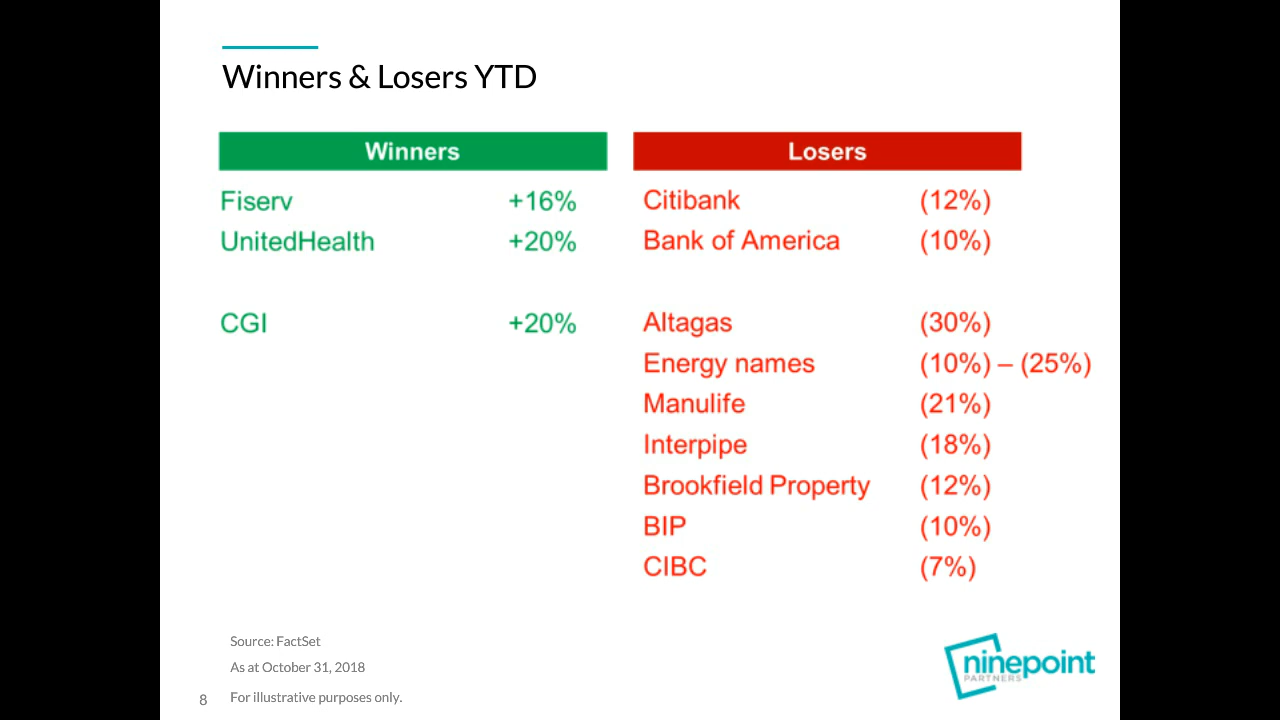 Winners & Losers YTD
Winners
Fiserv +16%
UnitedHealth +20%
CGI +20%
Losers
Citibank (12%)
Bank of America (10%)
Altagas (30%)
Energy names (10%) – (25%)
Manulife (21%)
Interpipe (18%)
Brookfield Property (12%)
BIP (10%)
CIBC (7%)
Source: FactSet
As at October 31, 2018
8 For illustrative purposes only.
ninepoint
PARTNERS